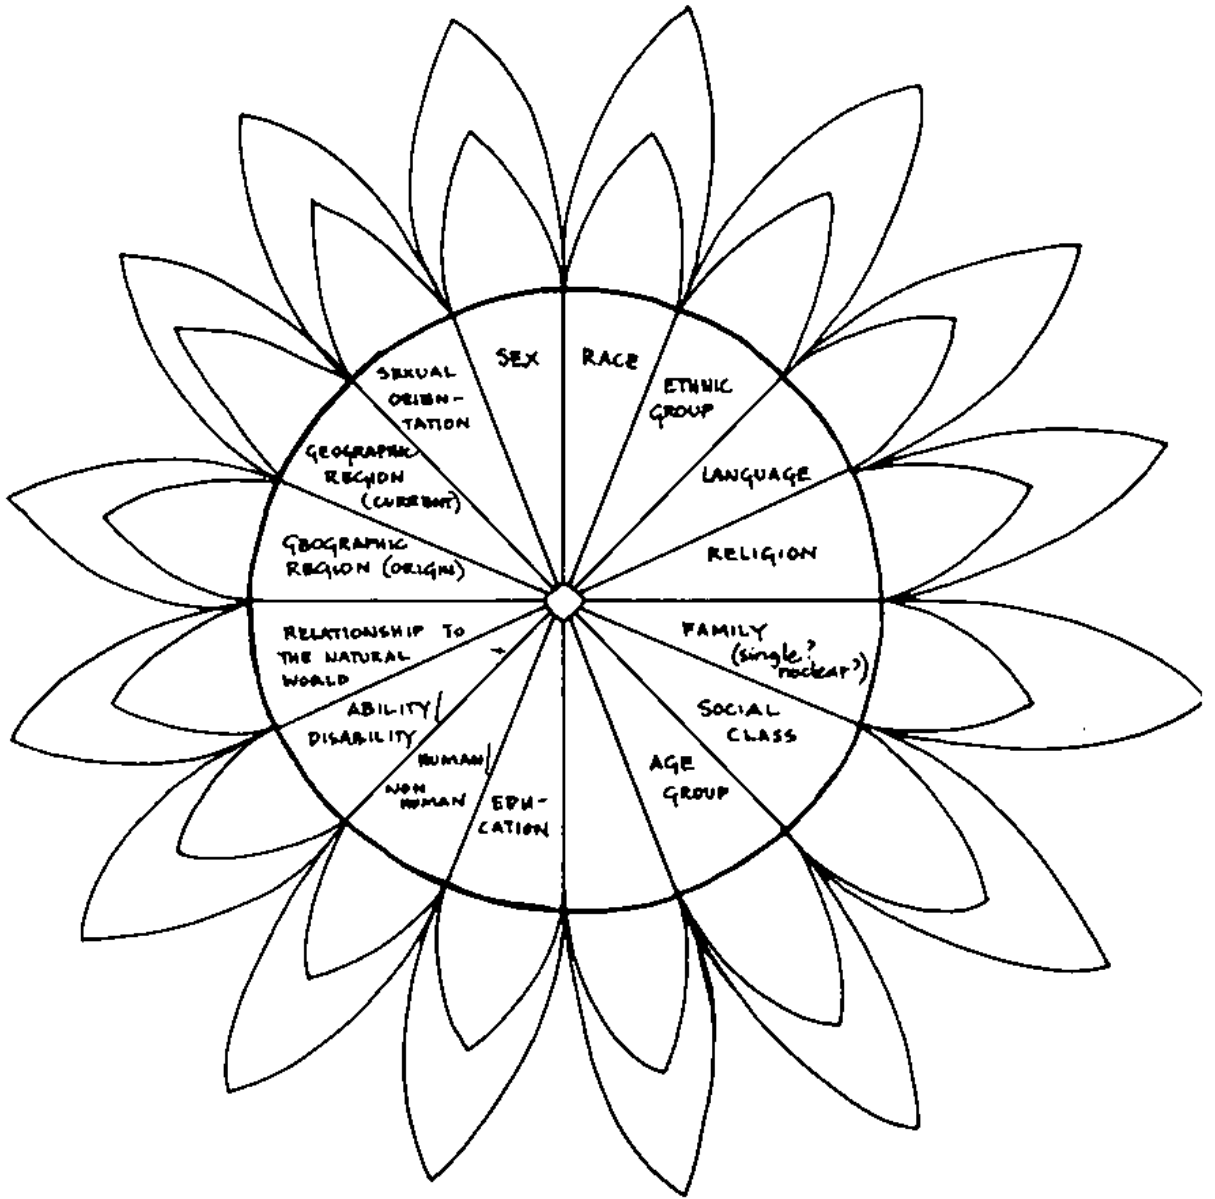 SEX
RACE
ETHNIC
GROUP
LANGUAGE
RELIGION
FAMILY
(single?
nuclear?)
SOCIAL
CLASS
AGE
GROUP
EDU-
CATION
HUMAN/
NON
HUMAN
ABILITY/
DISABILITY
RELATIONSHIP TO
THE NATURAL
WORLD
GEOGRAPHIC
REGION (ORIGIN)
GEOGRAPHIC
REGION
(CURRENT)
SEXUAL
ORIEN-
TATION